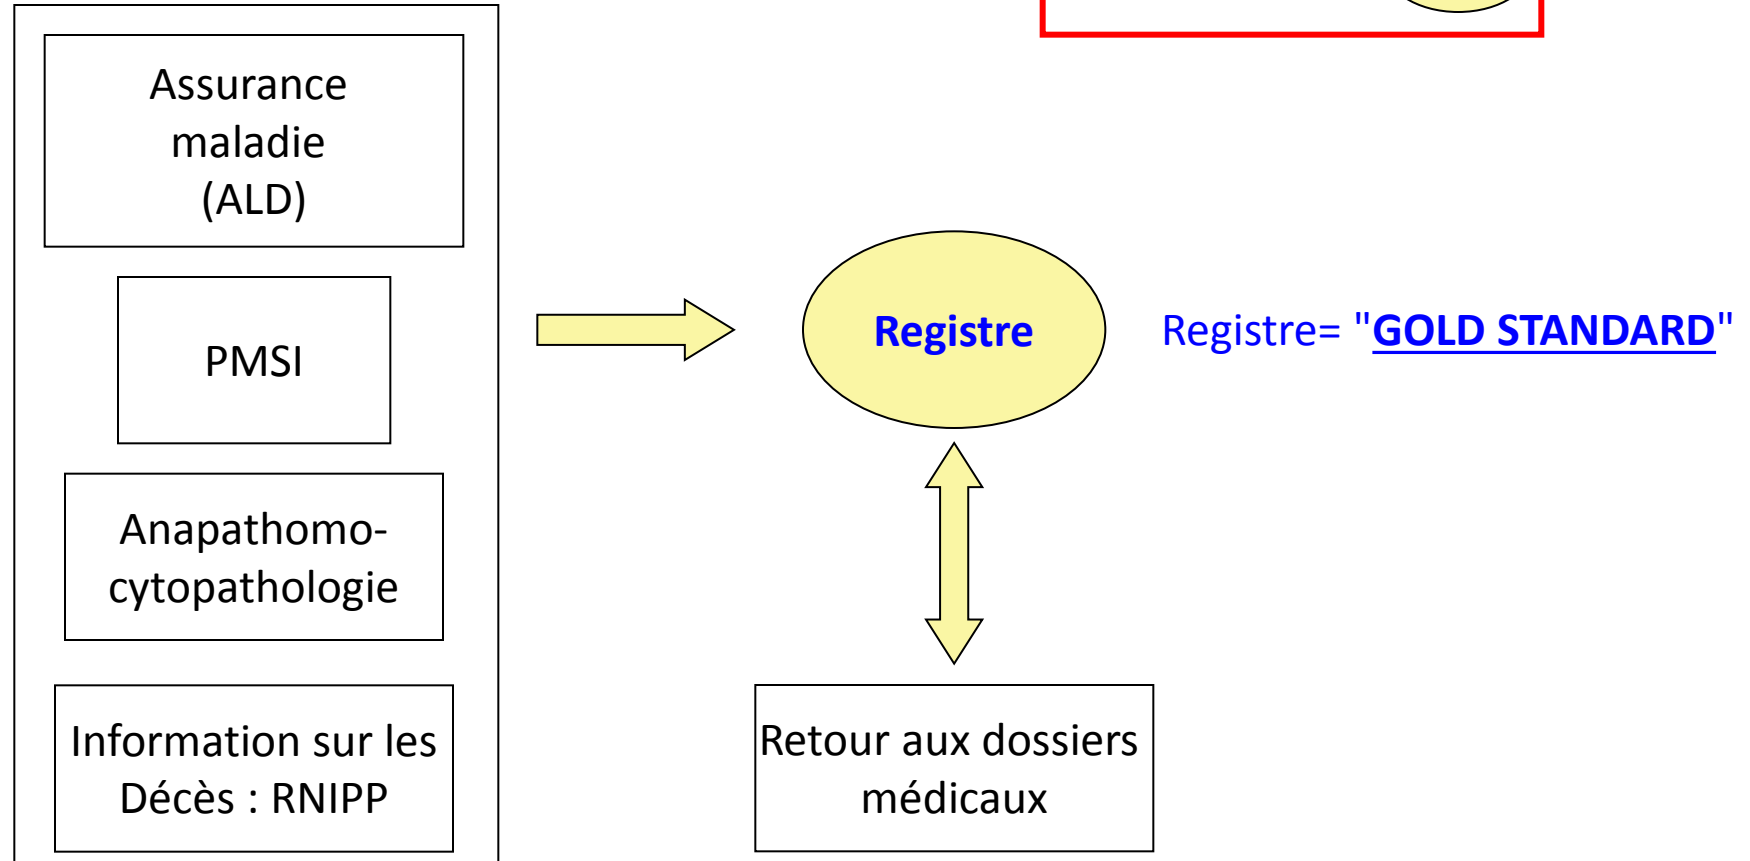 Assurance
maladie
(ALD)
PMSI
Anapathomo-
cytopathologie
Information sur les
Décès : RNIPP
Registre
Registre= "GOLD STANDARD"
Retour aux dossiers
médicaux